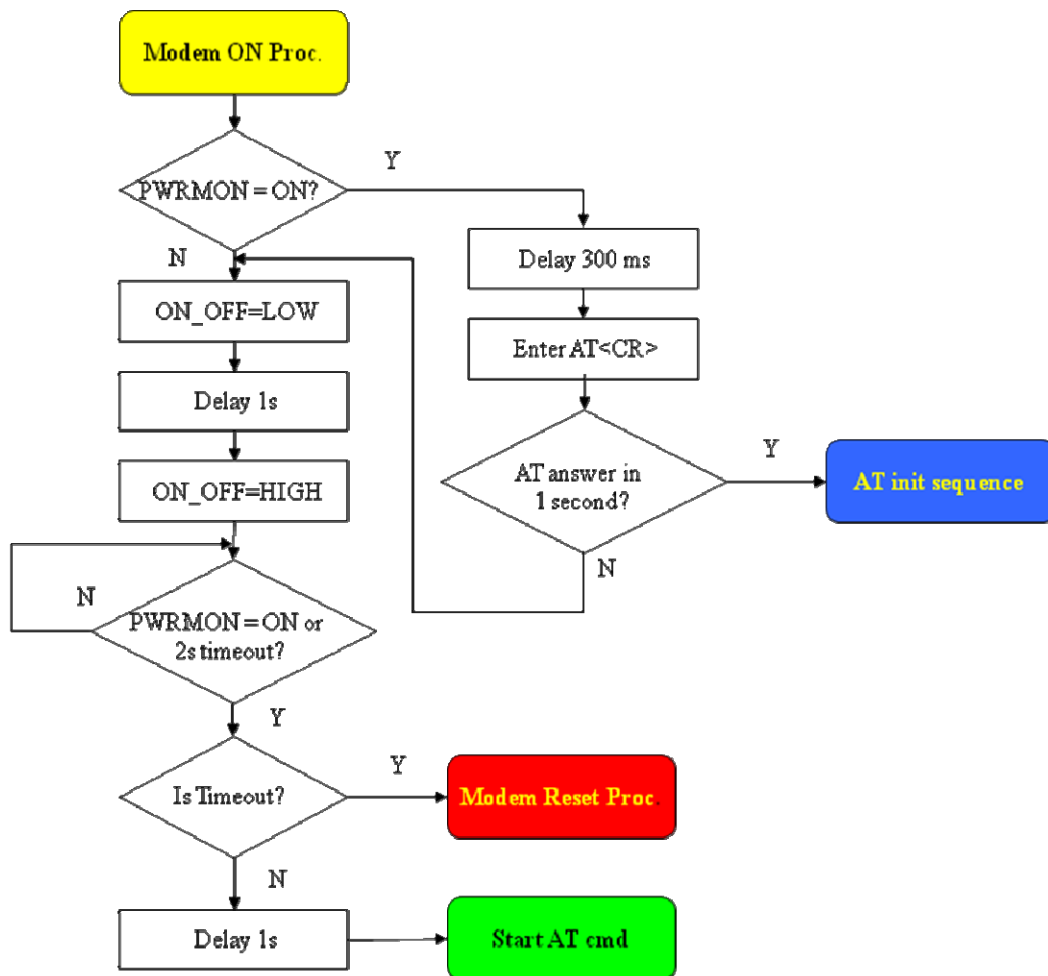 Modem ON Proc.
Y
PWRMON = ON?
N
Delay 300 ms
ON_OFF=LOW
Enter AT<CR>
Delay 1s
Y
AT answer in
1 second?
AT init sequence
ON_OFF=HIGH
N
N
PWRMON = ON or
2s timeout?
Y
Y
Is Timeout?
Modem Reset Proc.
N
Delay 1s
Start AT cmd